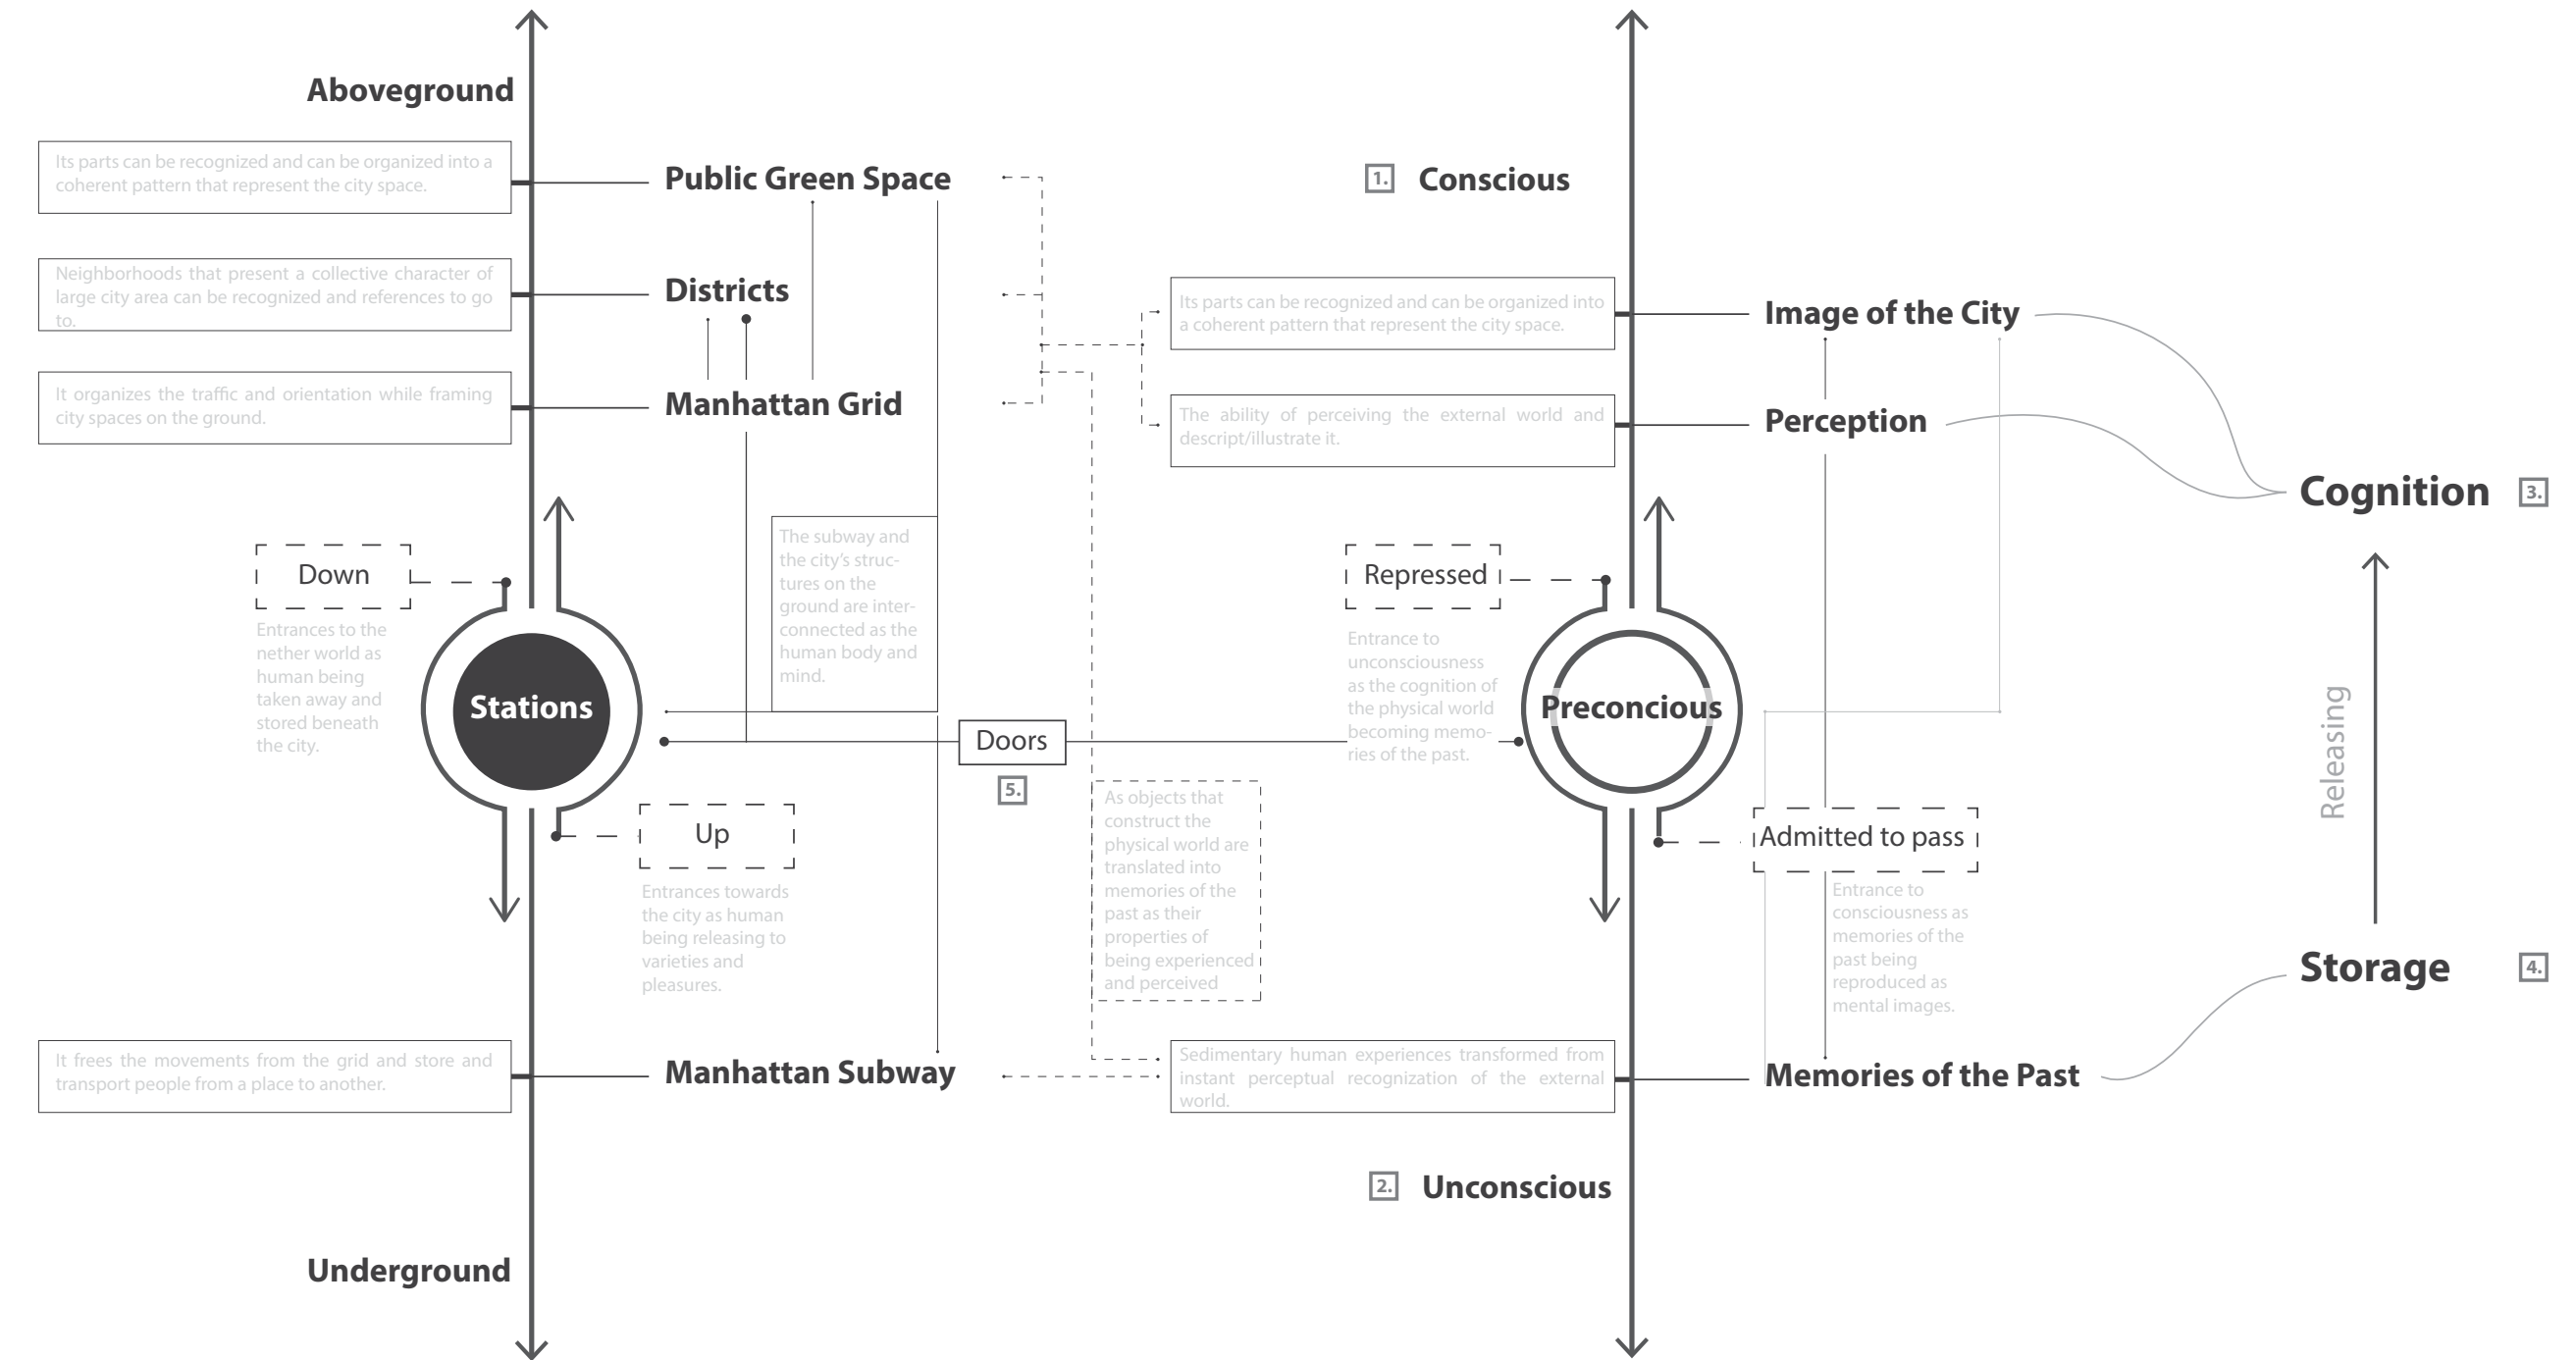 Aboveground
Its parts can be recognized and can be organized into a
coherent pattern that represent the city space.
Public Green Space
Neighborhoods that present a collective character of
large city area can be recognized and references to go
to.
Districts
It organizes the traffic and orientation while framing
city spaces on the ground.
Manhattan Grid
Down
Entrances to the
nether world as
human being
taken away and
stored beneath
the city.
Stations
The subway and
the city's struc-
tures on the
ground are inter-
connected as the
human body and
mind.
Doors
5.
Up
Entrances towards
the city as human
being releasing to
varieties and
pleasures.
As objects that
construct the
physical world are
translated into
memories of the
past as their
properties of
being experienced
and perceived
It frees the movements from the grid and store and
transport people from a place to another.
Manhattan Subway
Underground
1.
Conscious
Its parts can be recognized and can be organized into
a coherent pattern that represent the city space.
Image of the City
The ability of perceiving the external world and
descript/illustrate it.
Perception
Repressed
Entrance to
unconsciousness
as the cognition of
the physical world
becoming memo-
ries of the past.
Preconcious
Admitted to pass
Entrance to
consciousness as
memories of the
past being
reproduced as
mental images.
Sedimentary human experiences transformed from
instant perceptual recognization of the external
world.
Memories of the Past
2.
Unconscious
Cognition
3.
Releasing
Storage
4.